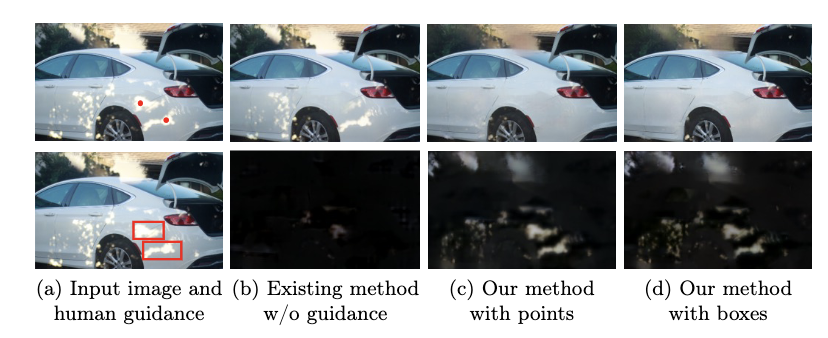 (a) Input image and
human guidance
(b) Existing method
w/o guidance
(c) Our method
with points
(d) Our method
with boxes